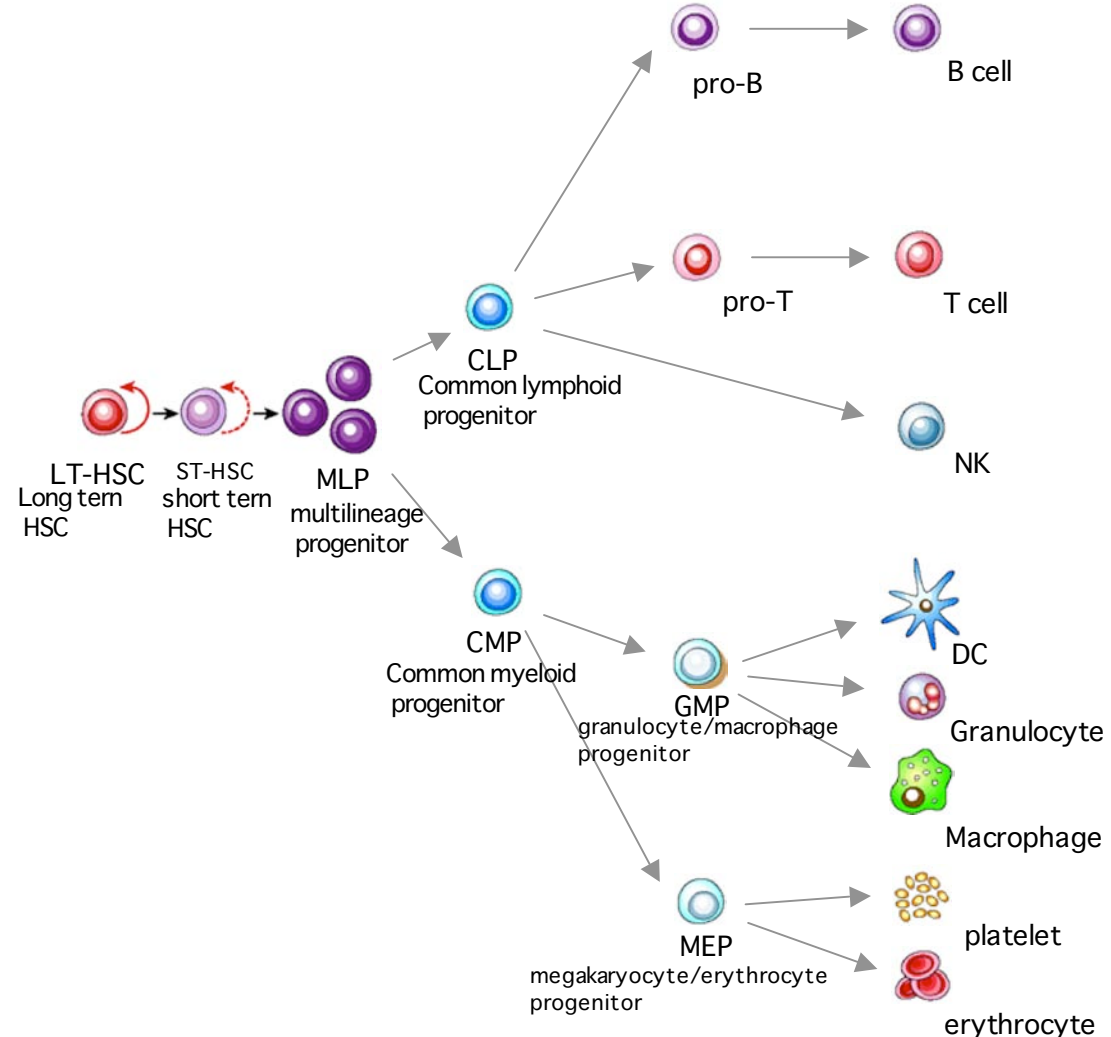 pro-B
B cell
pro-T
T cell
CLP
Common lymphoid
progenitor
NK
LT-HSC
Long tern
HSC
ST-HSC
short tern
HSC
MLP
multilineage
progenitor
CMP
Common myeloid
progenitor
DC
GMP
granulocyte/macrophage
progenitor
Granulocyte
Macrophage
MEP
megakaryocyte/erythrocyte
progenitor
platelet
erythrocyte